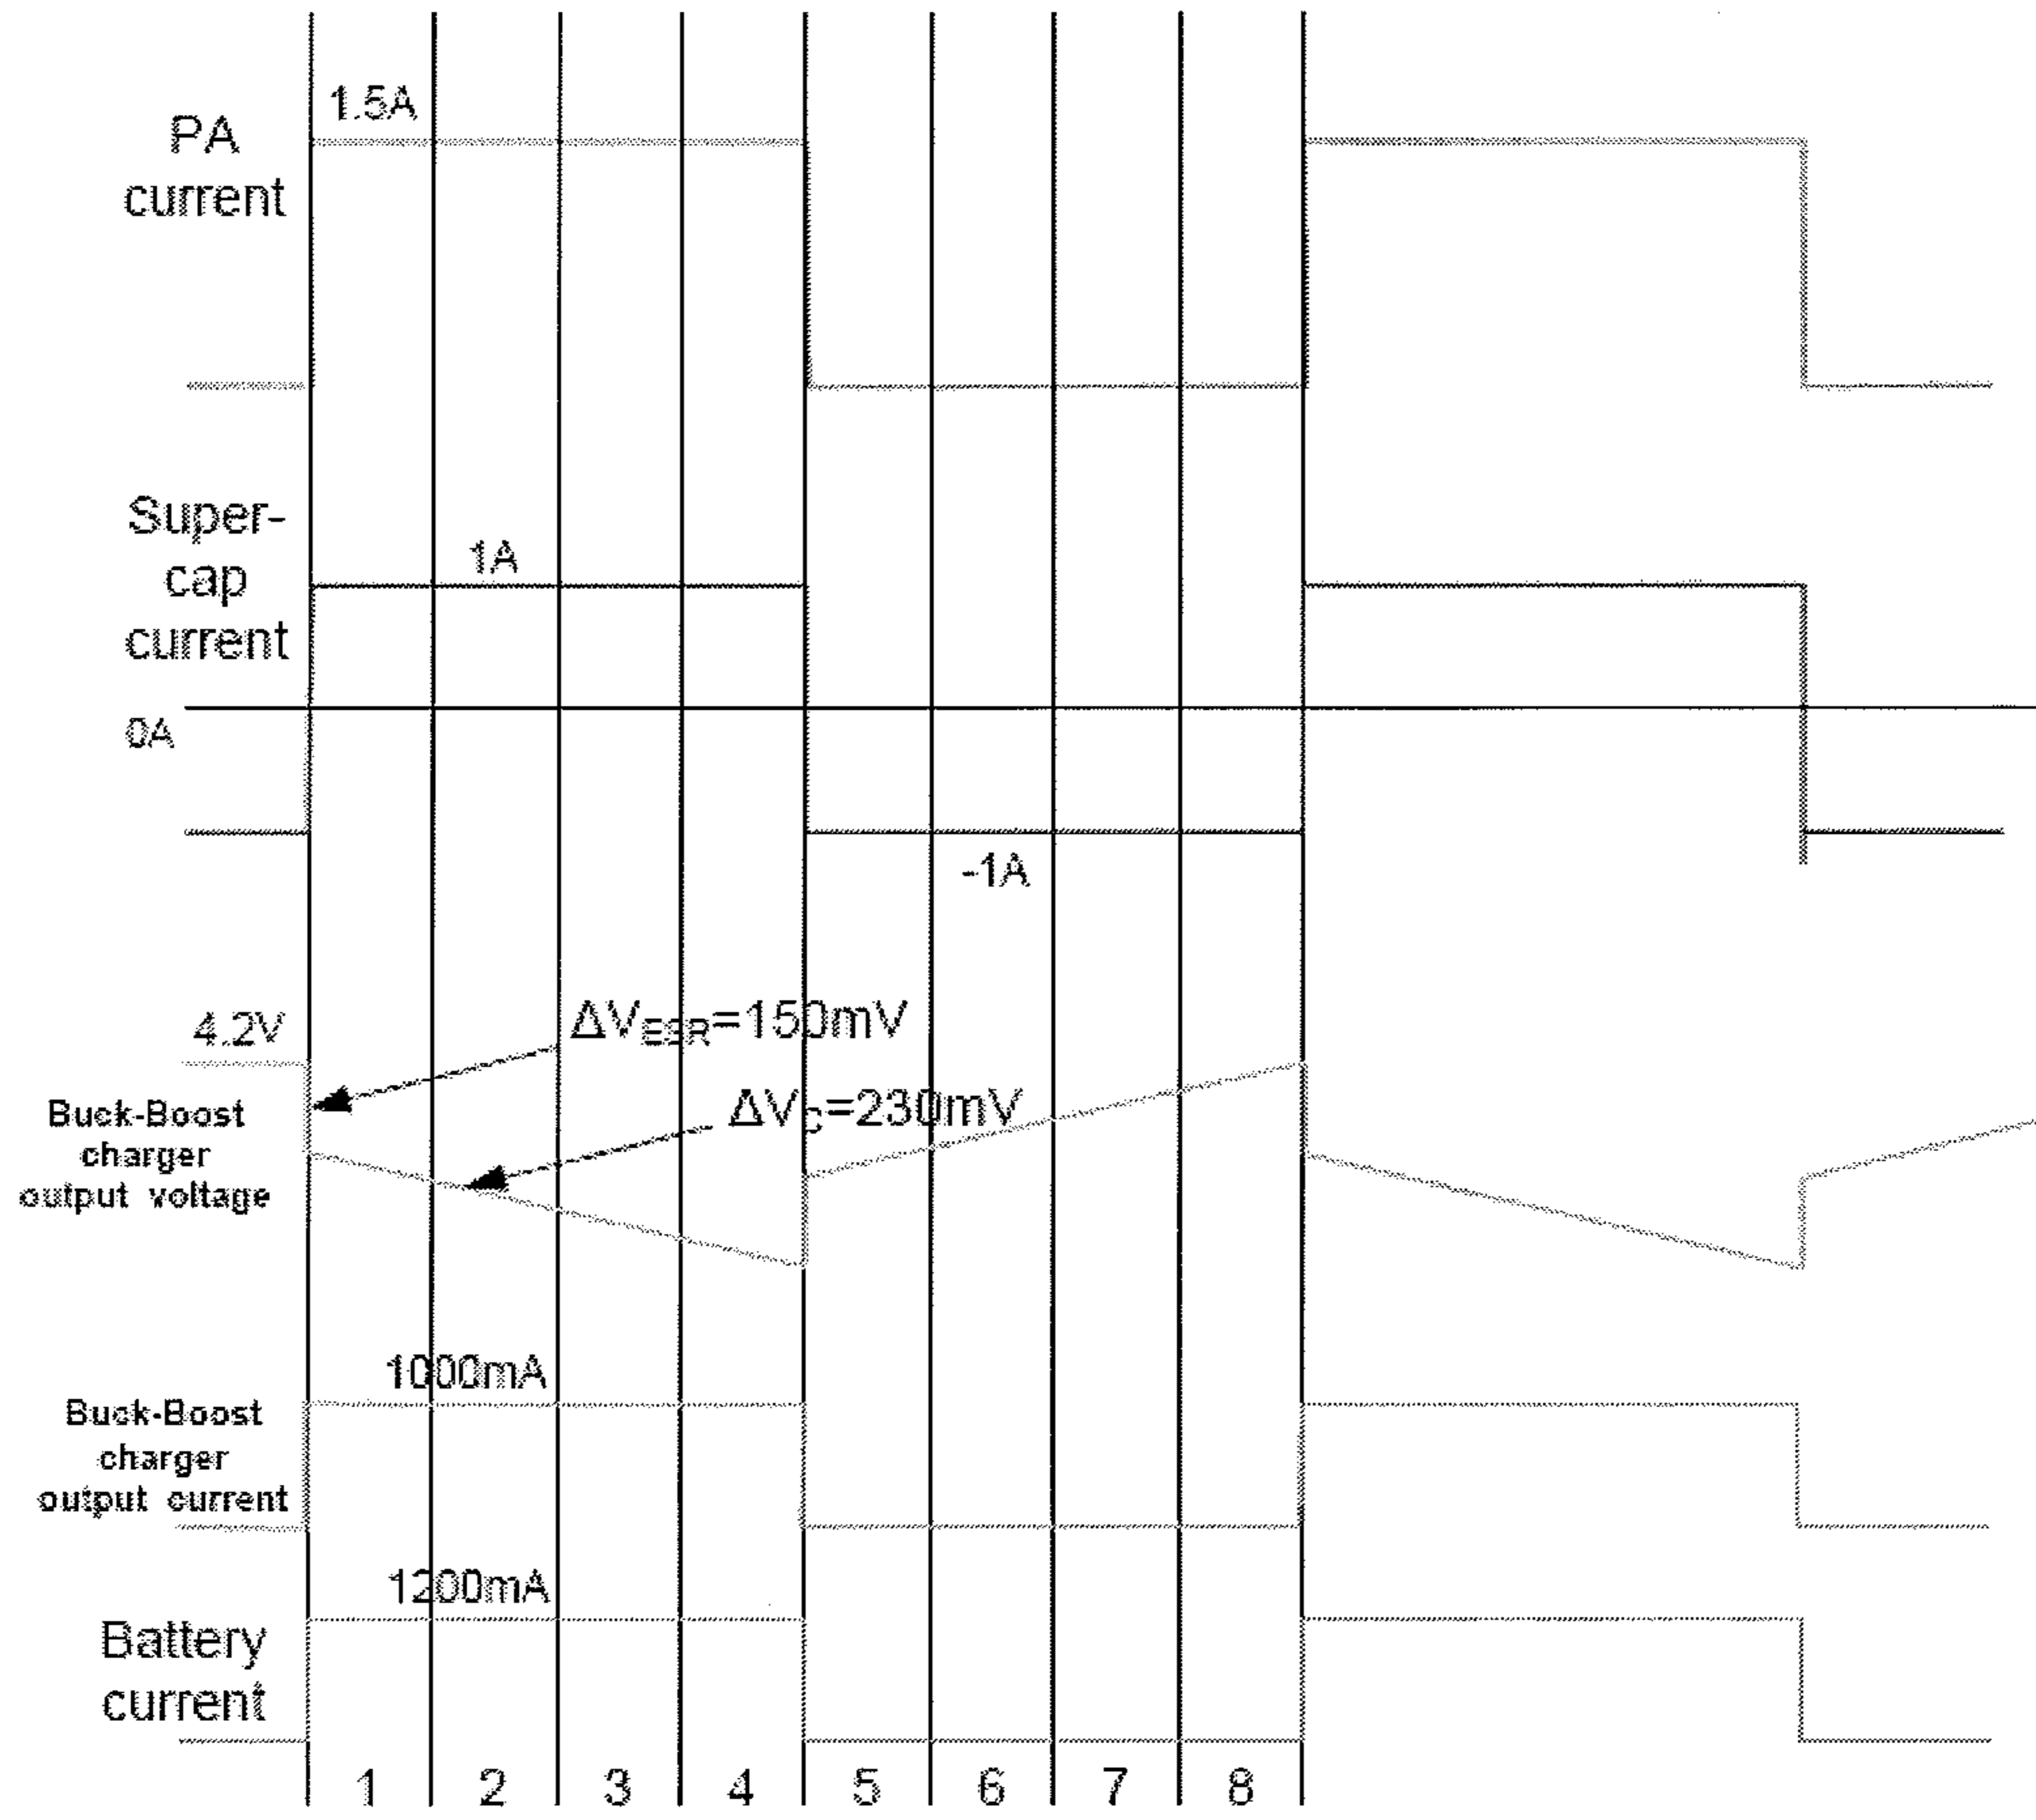 1.5A
PA
current
Super-
cap
current
1A
0A
-1A
4.2V
ΔVESR=150mV
ΔVC=230mV
Buck-Boost
charger
output voltage
1000mA
Buck-Boost
charger
output current
1200mA
Battery
current
1 2 3 4 5 6 7 8